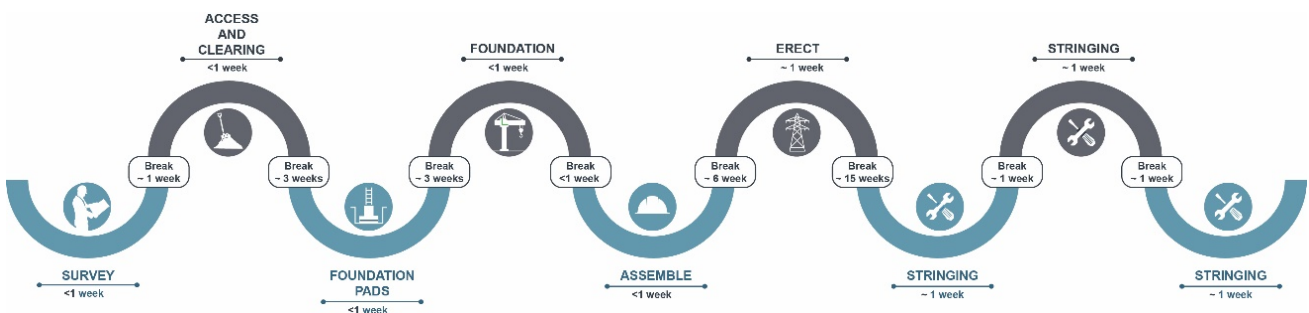 ACCESS
AND
CLEARING
<1 week
FOUNDATION
<1 week
ERECT
~ 1 week
STRINGING
~ 1 week
Break
~ 1 week
Break
~ 3 weeks
Break
~ 3 weeks
Break
<1 week
Break
~ 6 week
Break
~ 15 weeks
Break
~ 1 week
Break
~ 1 week
SURVEY
<1 week
FOUNDATION
PADS
<1 week
ASSEMBLE
<1 week
STRINGING
~ 1 week
STRINGING
~ 1 week